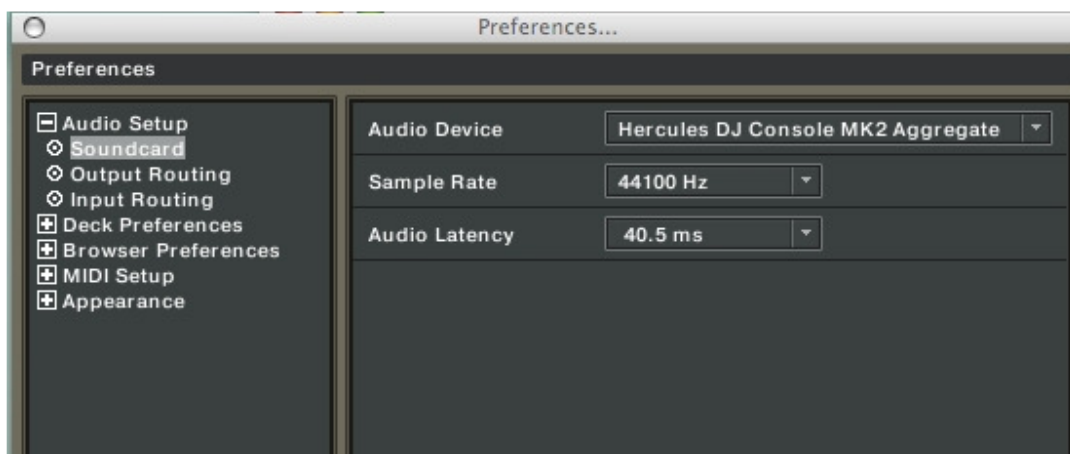 Preferences...
Preferences
Audio Setup
Soundcard
Output Routing
Input Routing
Deck Preferences
Browser Preferences
MIDI Setup
Appearance
Audio Device Hercules DJ Console MK2 Aggregate
Sample Rate 44100 Hz
Audio Latency 40.5 ms